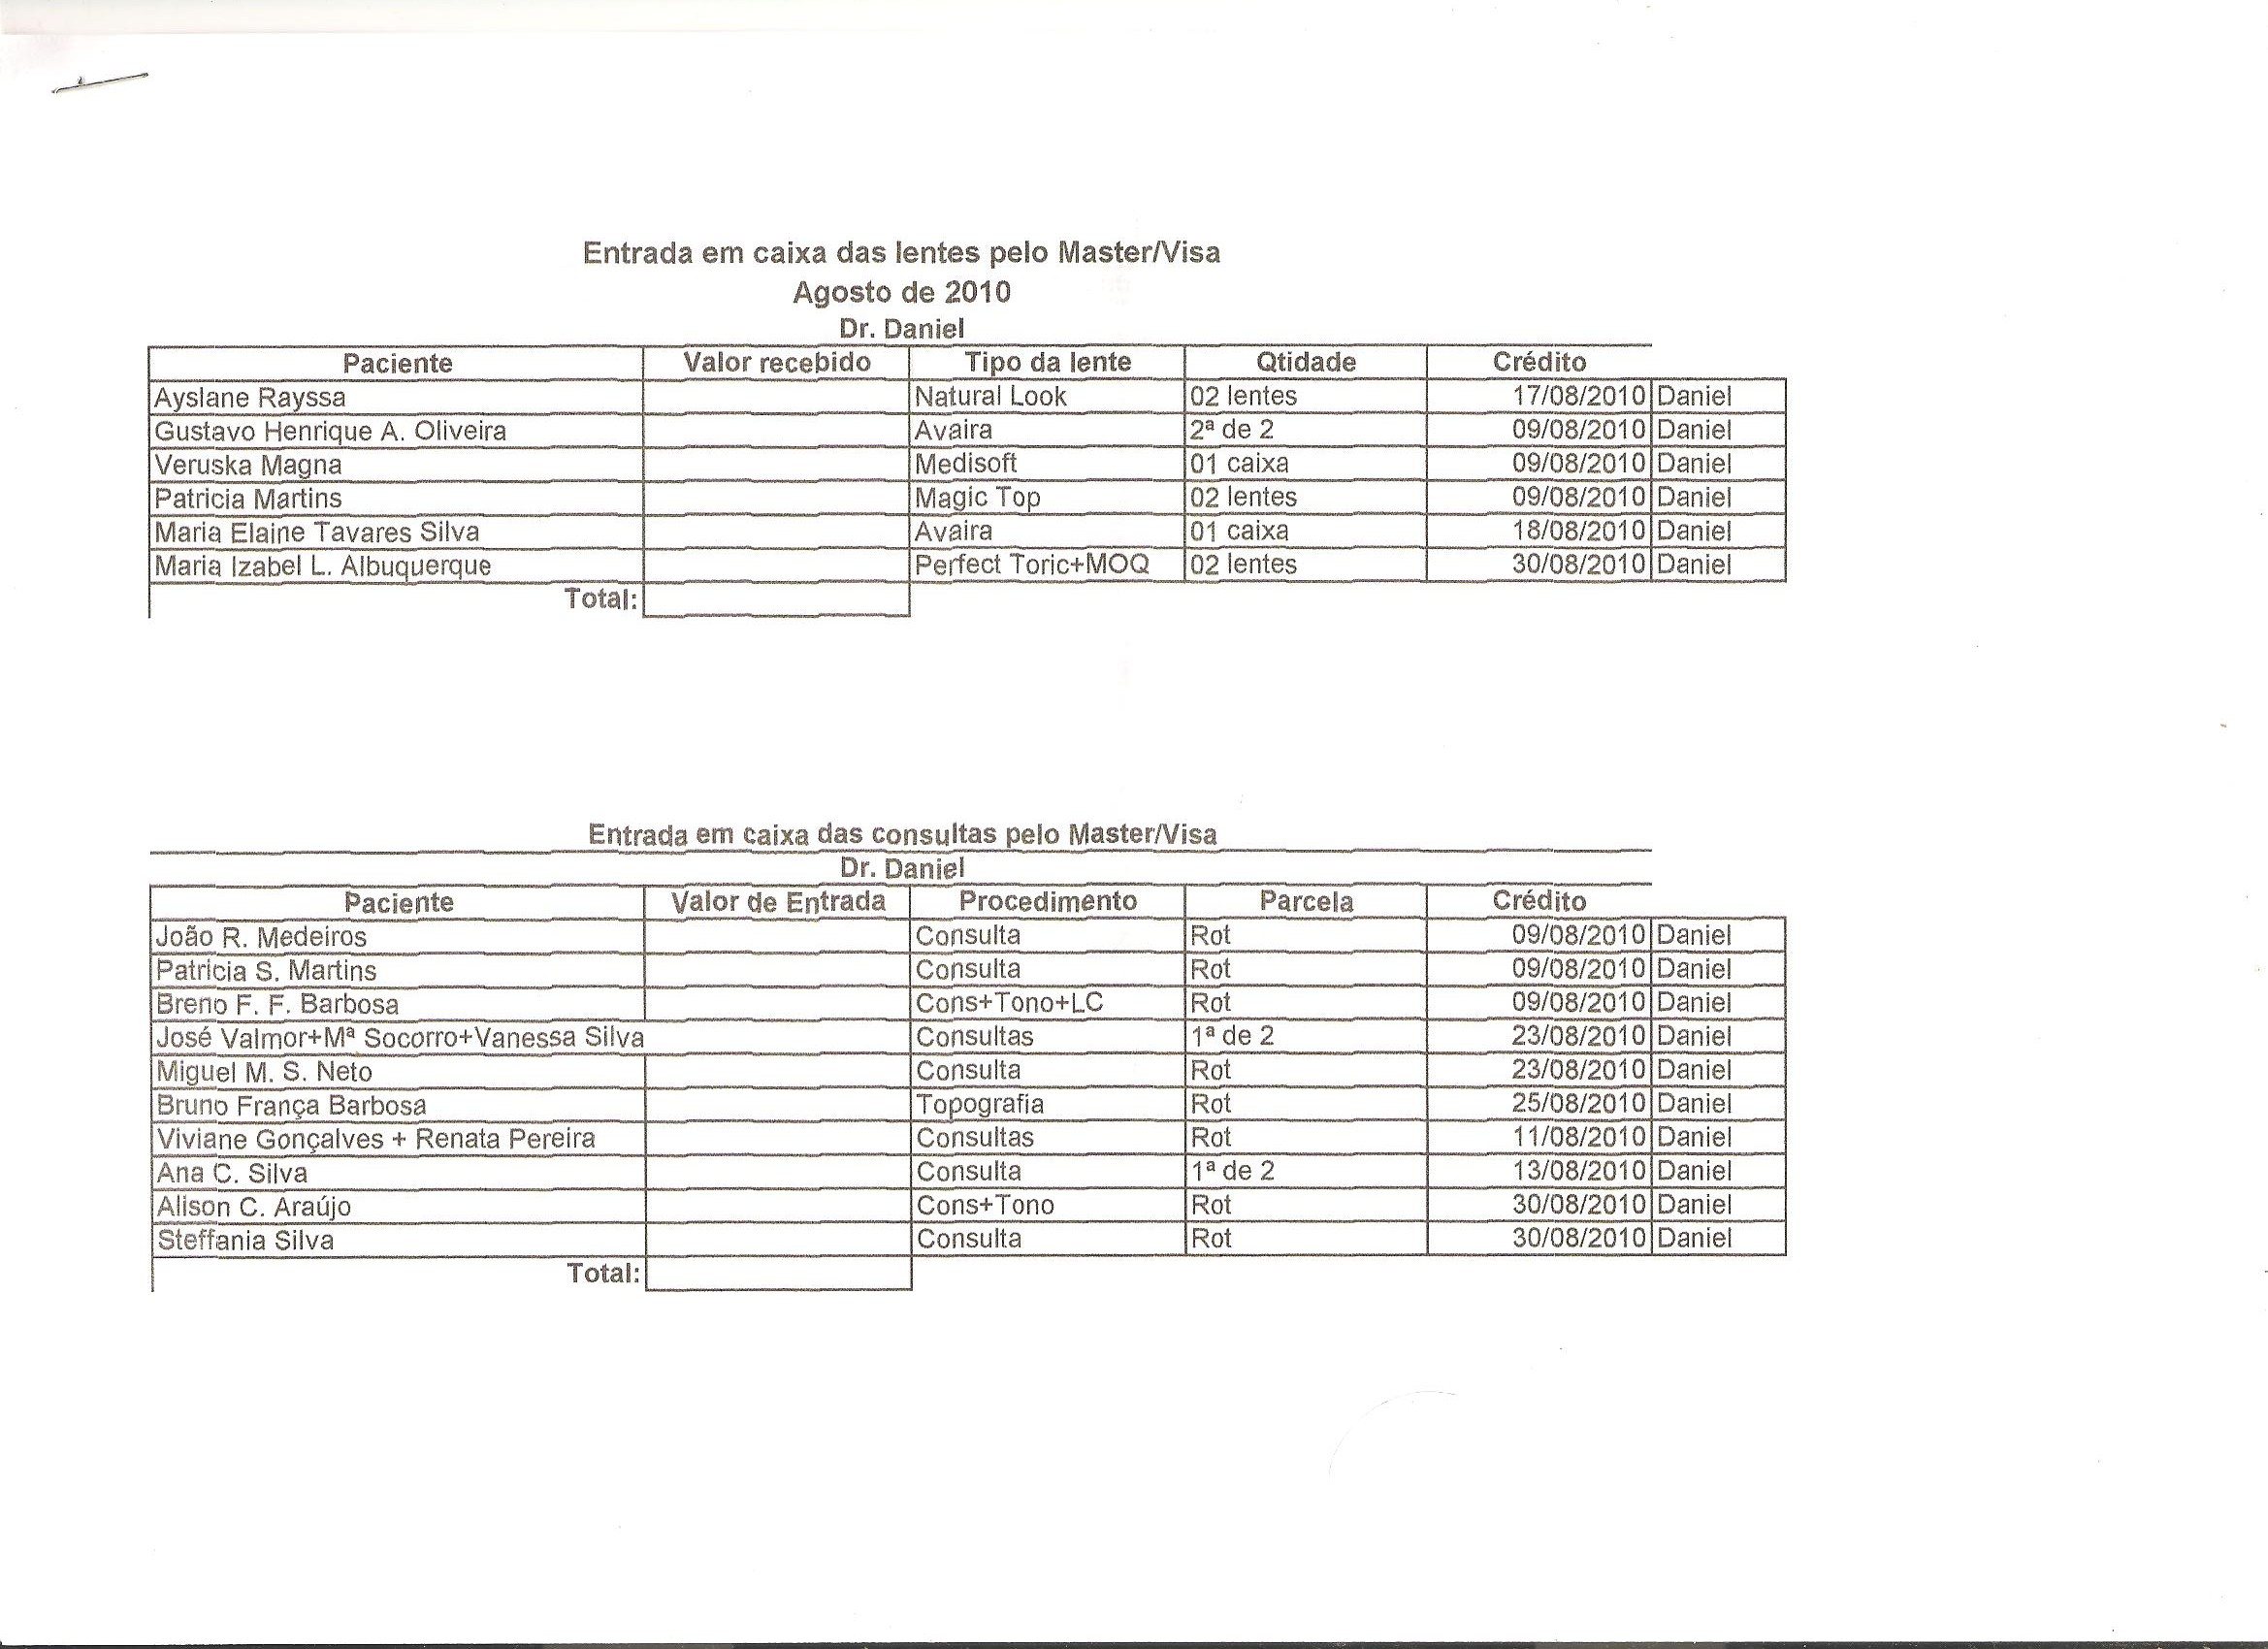 Entrada em caixa das lentes pelo Master/Visa
Agosto de 2010
Dr. Daniel
Paciente Valor recebido Tipo da lente Qtidade Crédito
Ayslane Rayssa Natural Look 02 lentes 17/08/2010 Daniel
Gustavo Henrique A. Oliveira Avaira 2ª de 2 09/08/2010 Daniel
Veruska Magna Medisoft 01 caixa 09/08/2010 Daniel
Patricia Martins Magic Top 02 lentes 09/08/2010 Daniel
Maria Elaine Tavares Silva Avaira 01 caixa 18/08/2010 Daniel
Maria Izabel L. Albuquerque Perfect Toric+MOQ 02 lentes 30/08/2010 Daniel
Total:
Entrada em caixa das consultas pelo Master/Visa
Dr. Daniel
Paciente Valor de Entrada Procedimento Parcela Crédito
João R. Medeiros Consulta Rot 09/08/2010 Daniel
Patricia S. Martins Consulta Rot 09/08/2010 Daniel
Breno F. F. Barbosa Cons+Tono+LC Rot 09/08/2010 Daniel
José Valmor+Mª Socorro+Vanessa Silva Consultas 1ª de 2 23/08/2010 Daniel
Miguel M. S. Neto Consulta Rot 23/08/2010 Daniel
Bruno França Barbosa Topografia Rot 25/08/2010 Daniel
Viviane Gonçalves + Renata Pereira Consultas Rot 11/08/2010 Daniel
Ana C. Silva Consulta 1ª de 2 13/08/2010 Daniel
Alison C. Araújo Cons+Tono Rot 30/08/2010 Daniel
Steffania Silva Consulta Rot 30/08/2010 Daniel
Total: